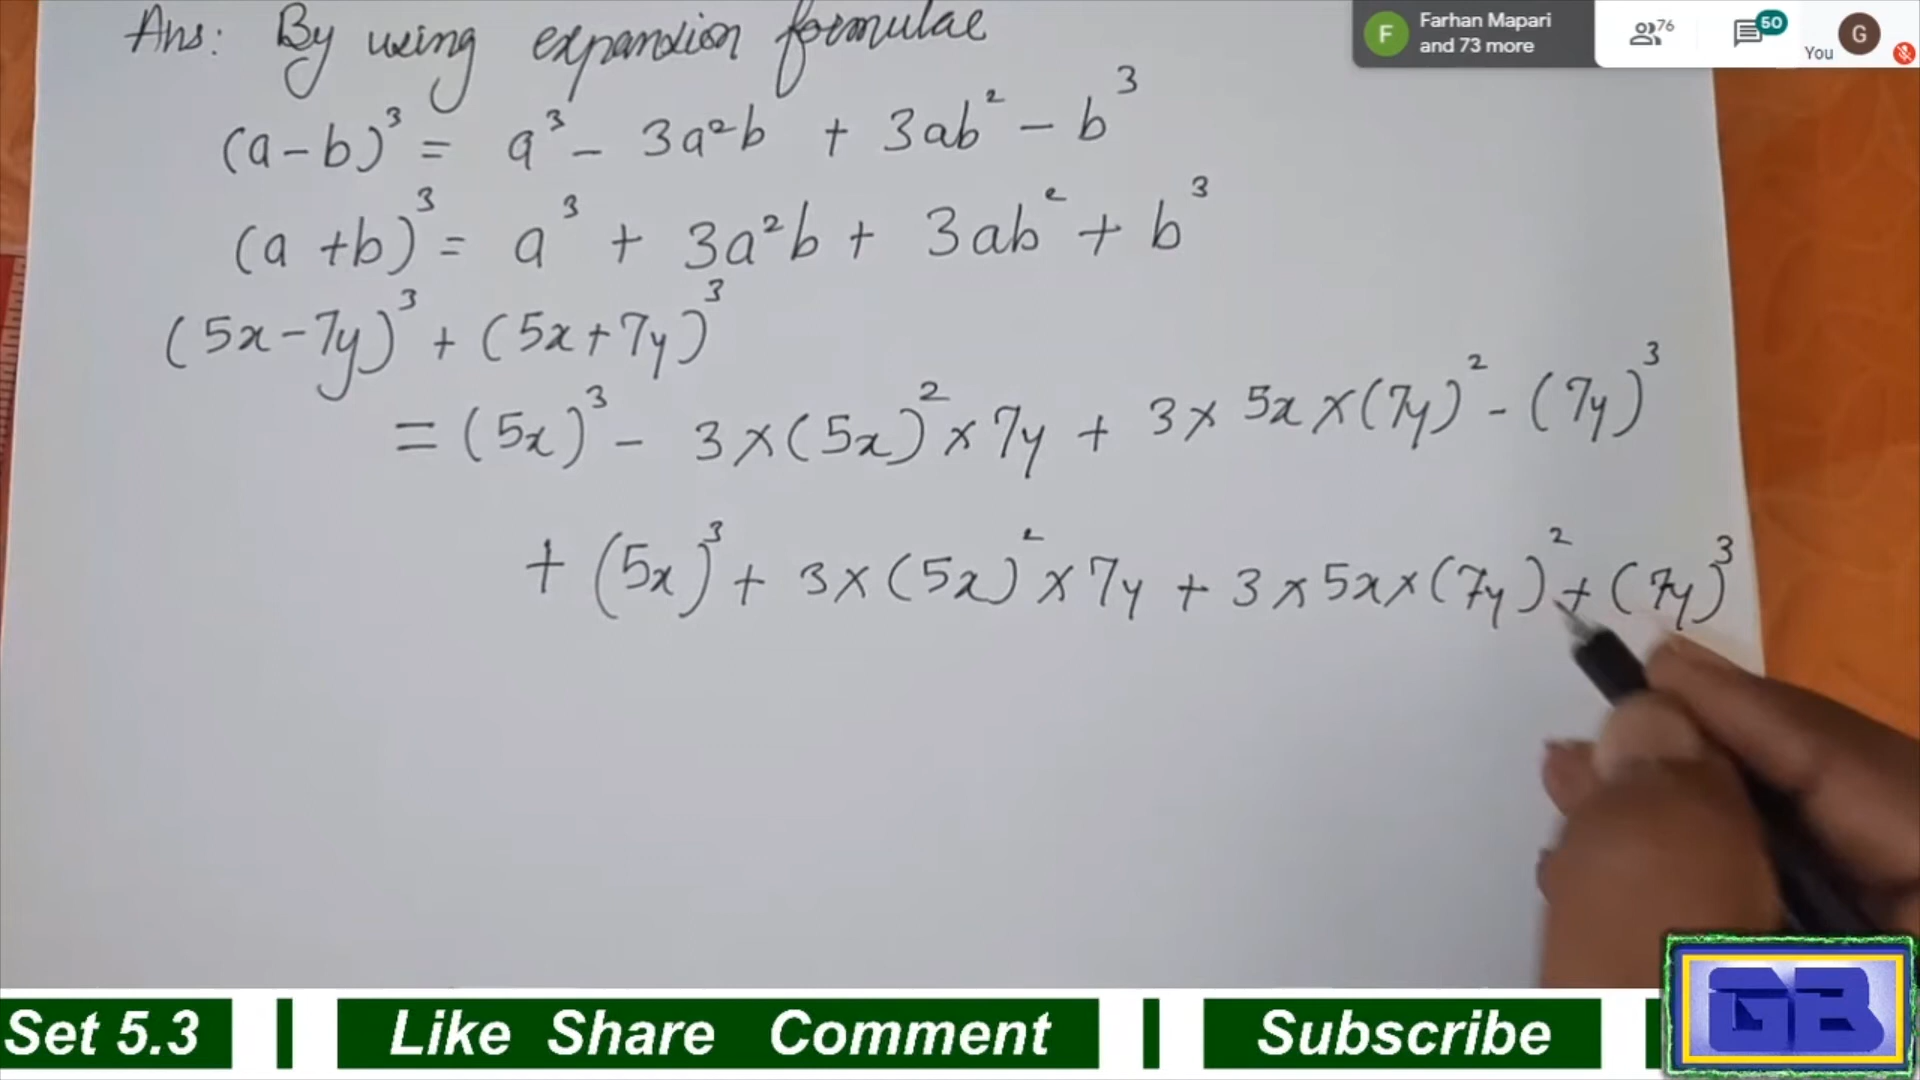 Ans: By using expansion formulae
(a-b)³ = a³ - 3a²b + 3ab² - b³
(a+b)³ = a³ + 3a²b + 3ab² + b³
(5x-7y)³ + (5x+7y)³
= (5x)³ - 3×(5x)²×7y + 3×5x×(7y)² - (7y)³
+ (5x)³ + 3×(5x)²×7y + 3×5x×(7y)² + (7y)³
F Farhan Mapari
and 73 more
76
50
You G
Set 5.3 | Like Share Comment | Subscribe
GB